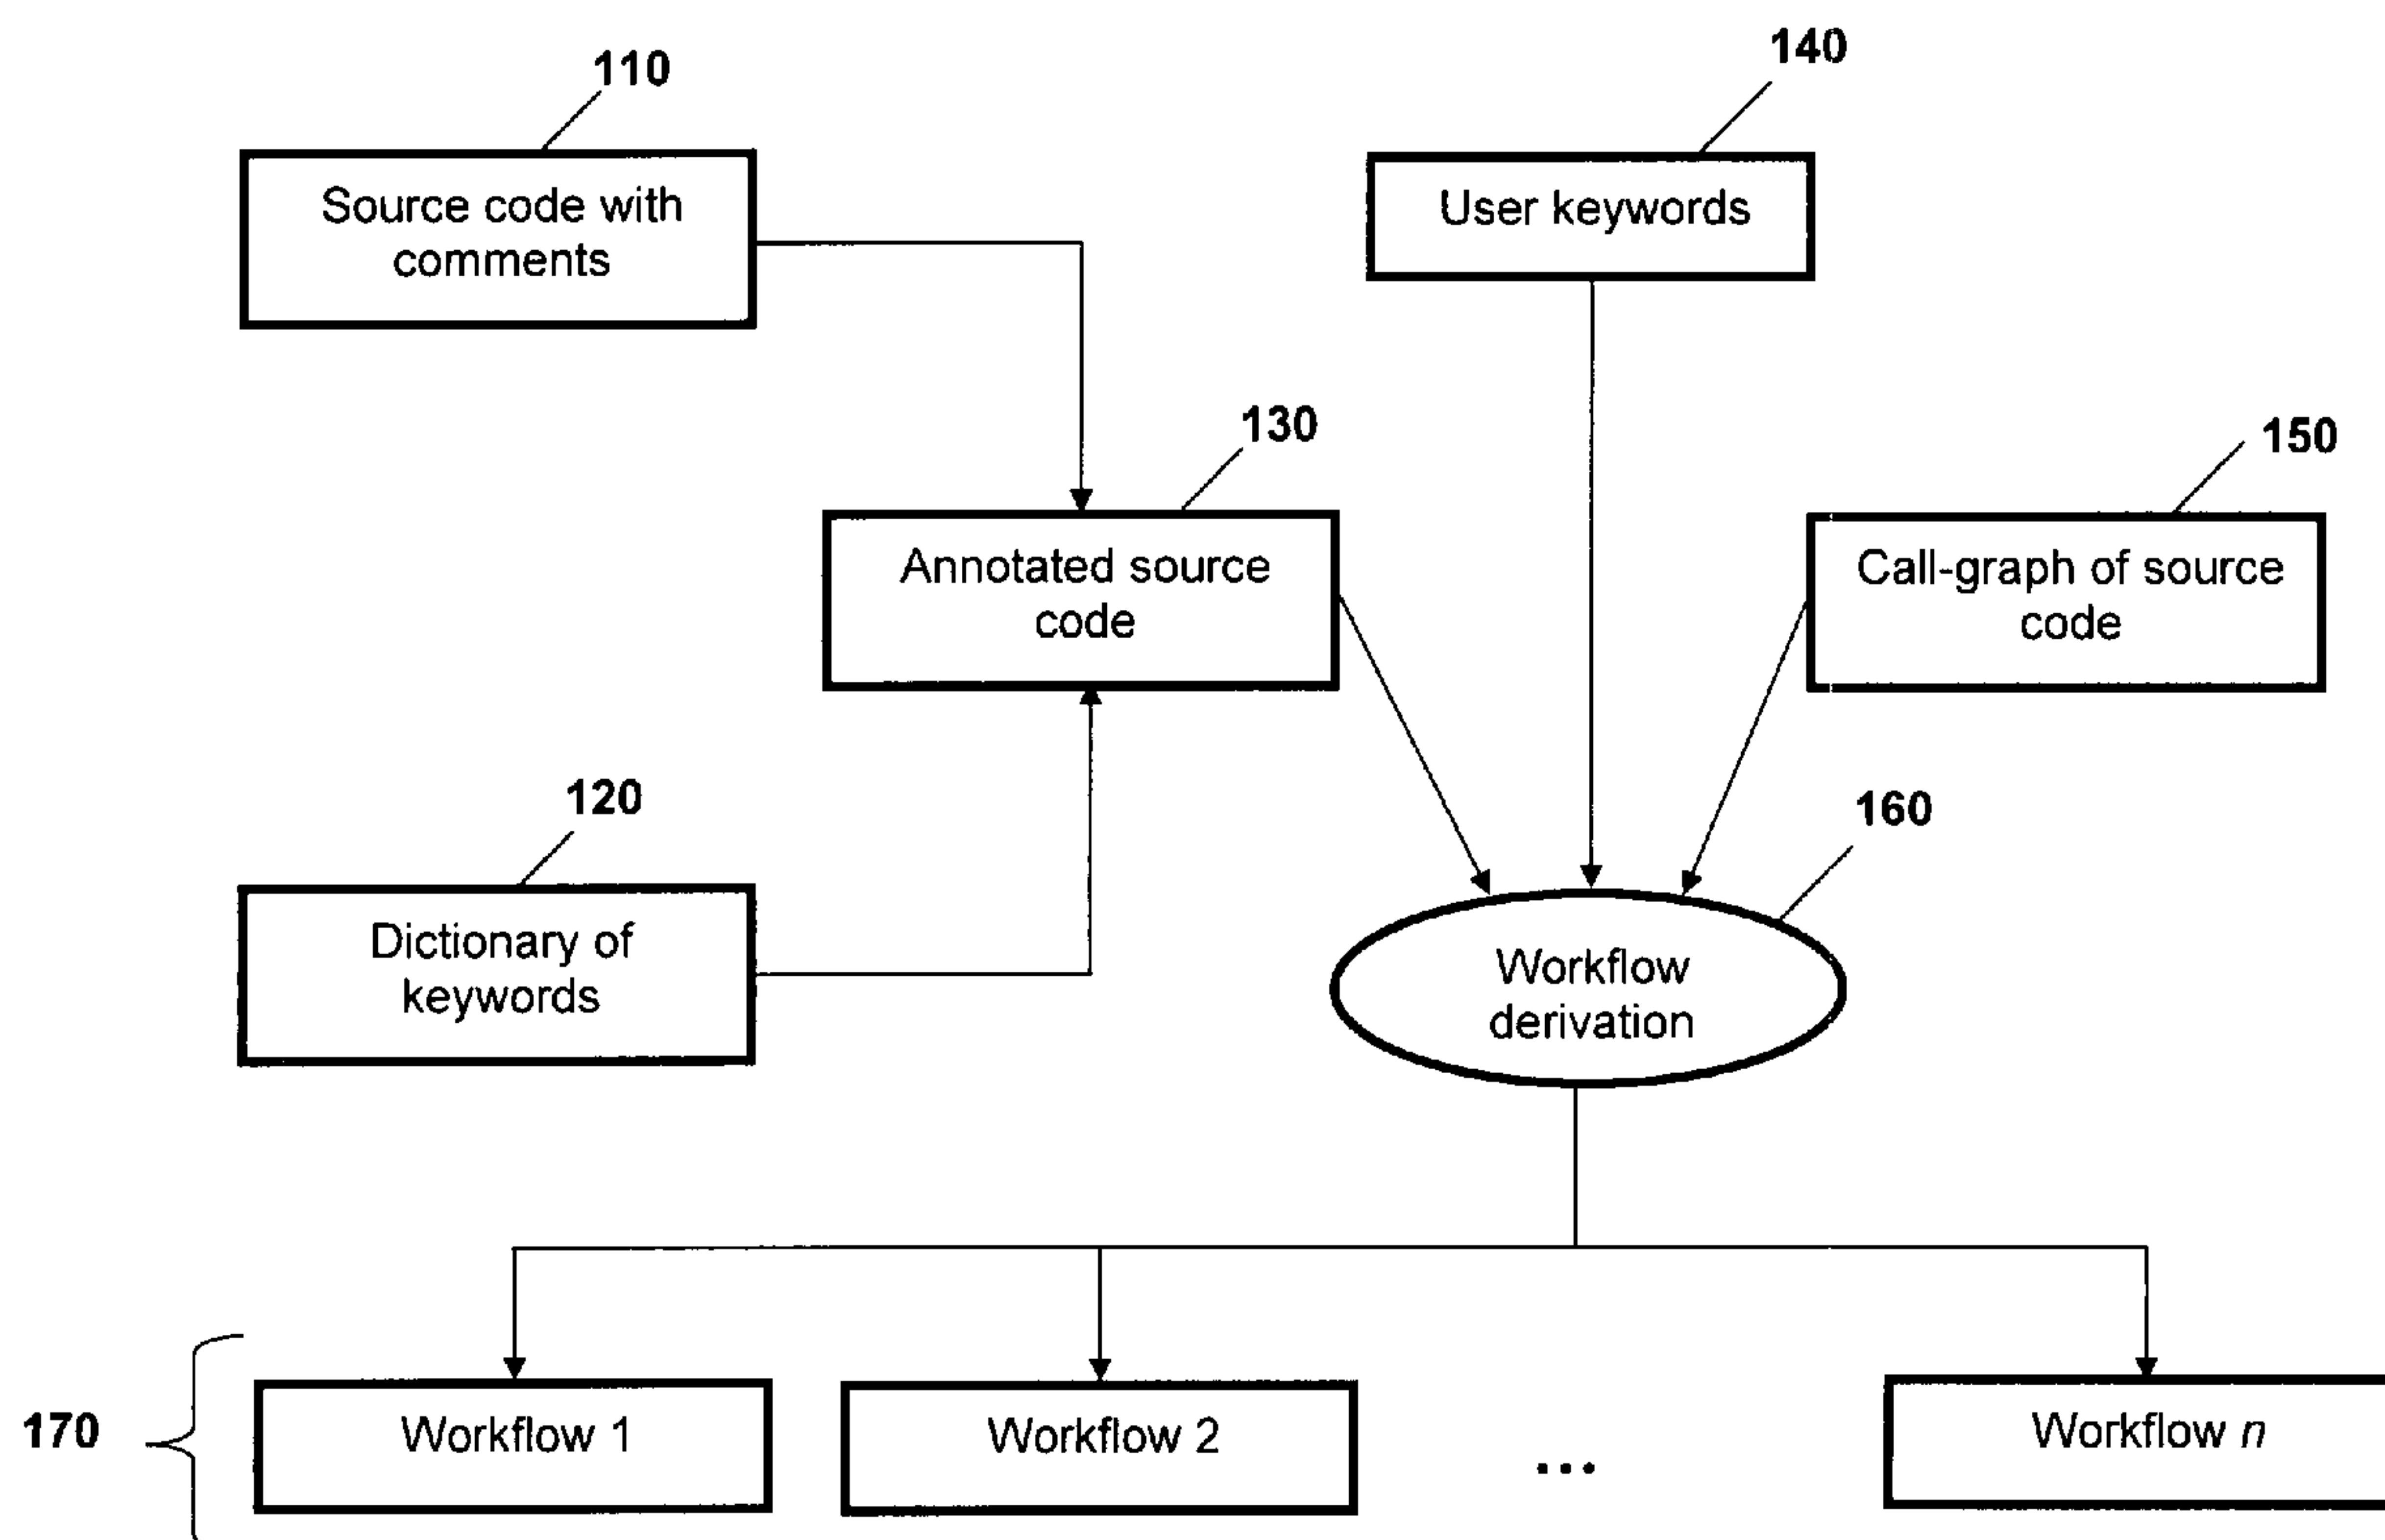 110
140
Source code with
comments
User keywords
130
150
Annotated source
code
Call-graph of source
code
120
160
Dictionary of
keywords
Workflow
derivation
170
Workflow 1
Workflow 2
...
Workflow n